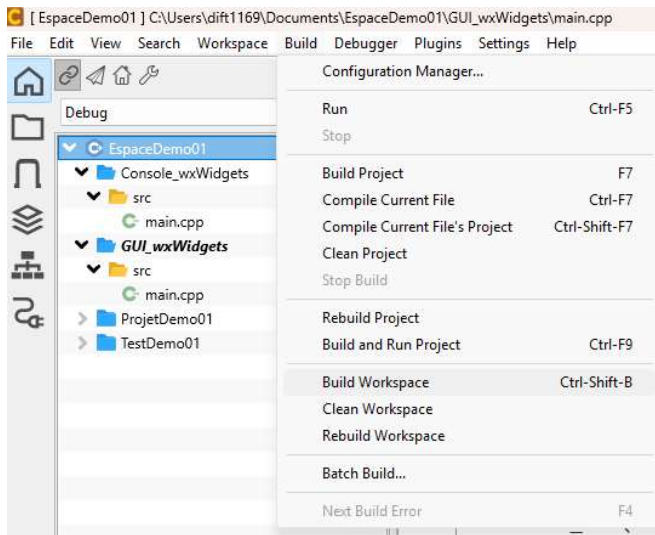 [ EspaceDemo01 ] C:\Users\dift1169\Documents\EspaceDemo01\GUI_wxWidgets\main.cpp
File Edit View Search Workspace Build Debugger Plugins Settings Help
Debug
EspaceDemo01
Console_wxWidgets
src
main.cpp
GUI_wxWidgets
src
main.cpp
ProjetDemo01
TestDemo01
Configuration Manager...
Run Ctrl-F5
Stop
Build Project F7
Compile Current File Ctrl-F7
Compile Current File's Project Ctrl-Shift-F7
Clean Project
Stop Build
Rebuild Project
Build and Run Project Ctrl-F9
Build Workspace Ctrl-Shift-B
Clean Workspace
Rebuild Workspace
Batch Build...
Next Build Error F4